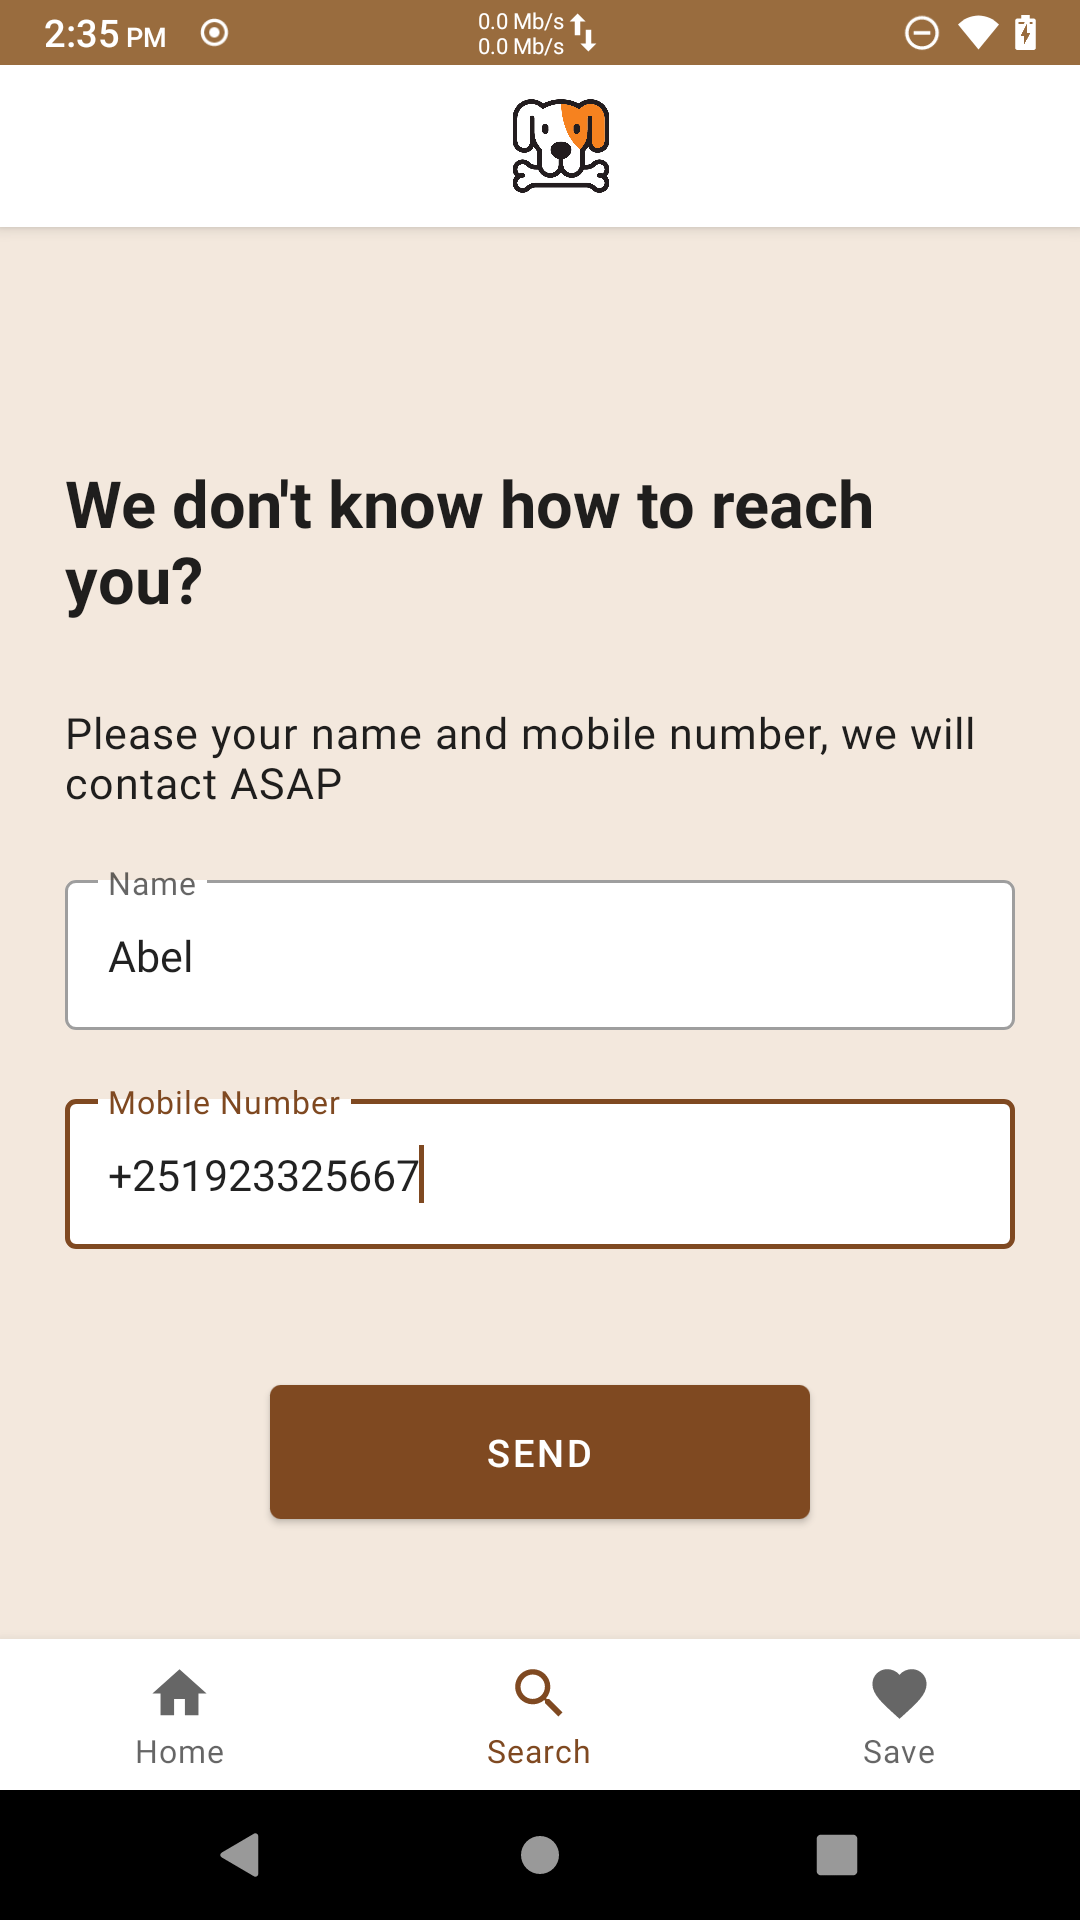 2:35 PM
0.0 Mb/s
0.0 Mb/s
We don't know how to reach
you?
Please your name and mobile number, we will
contact ASAP
Name
Abel
Mobile Number
+251923325667
SEND
Home
Search
Save